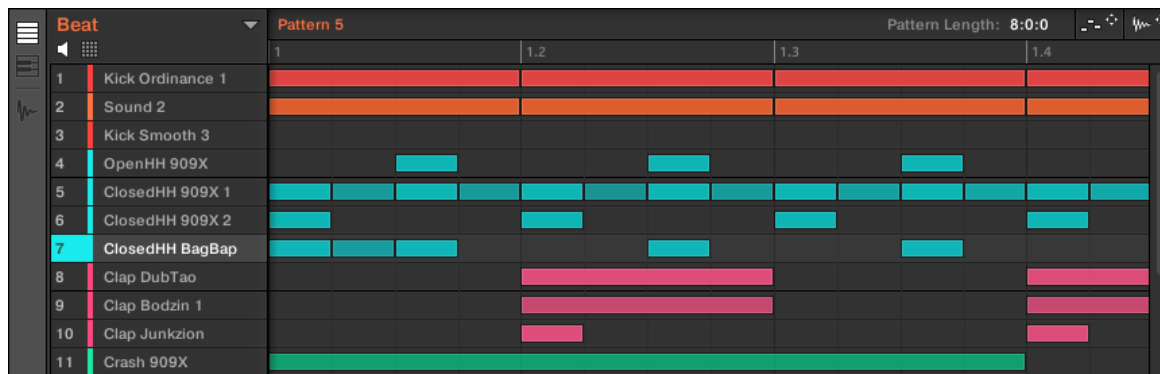 Beat
Pattern 5
Pattern Length: 8:0:0
1 1.2 1.3 1.4
1 Kick Ordinance 1
2 Sound 2
3 Kick Smooth 3
4 OpenHH 909X
5 ClosedHH 909X 1
6 ClosedHH 909X 2
7 ClosedHH BagBap
8 Clap DubTao
9 Clap Bodzin 1
10 Clap Junkzion
11 Crash 909X